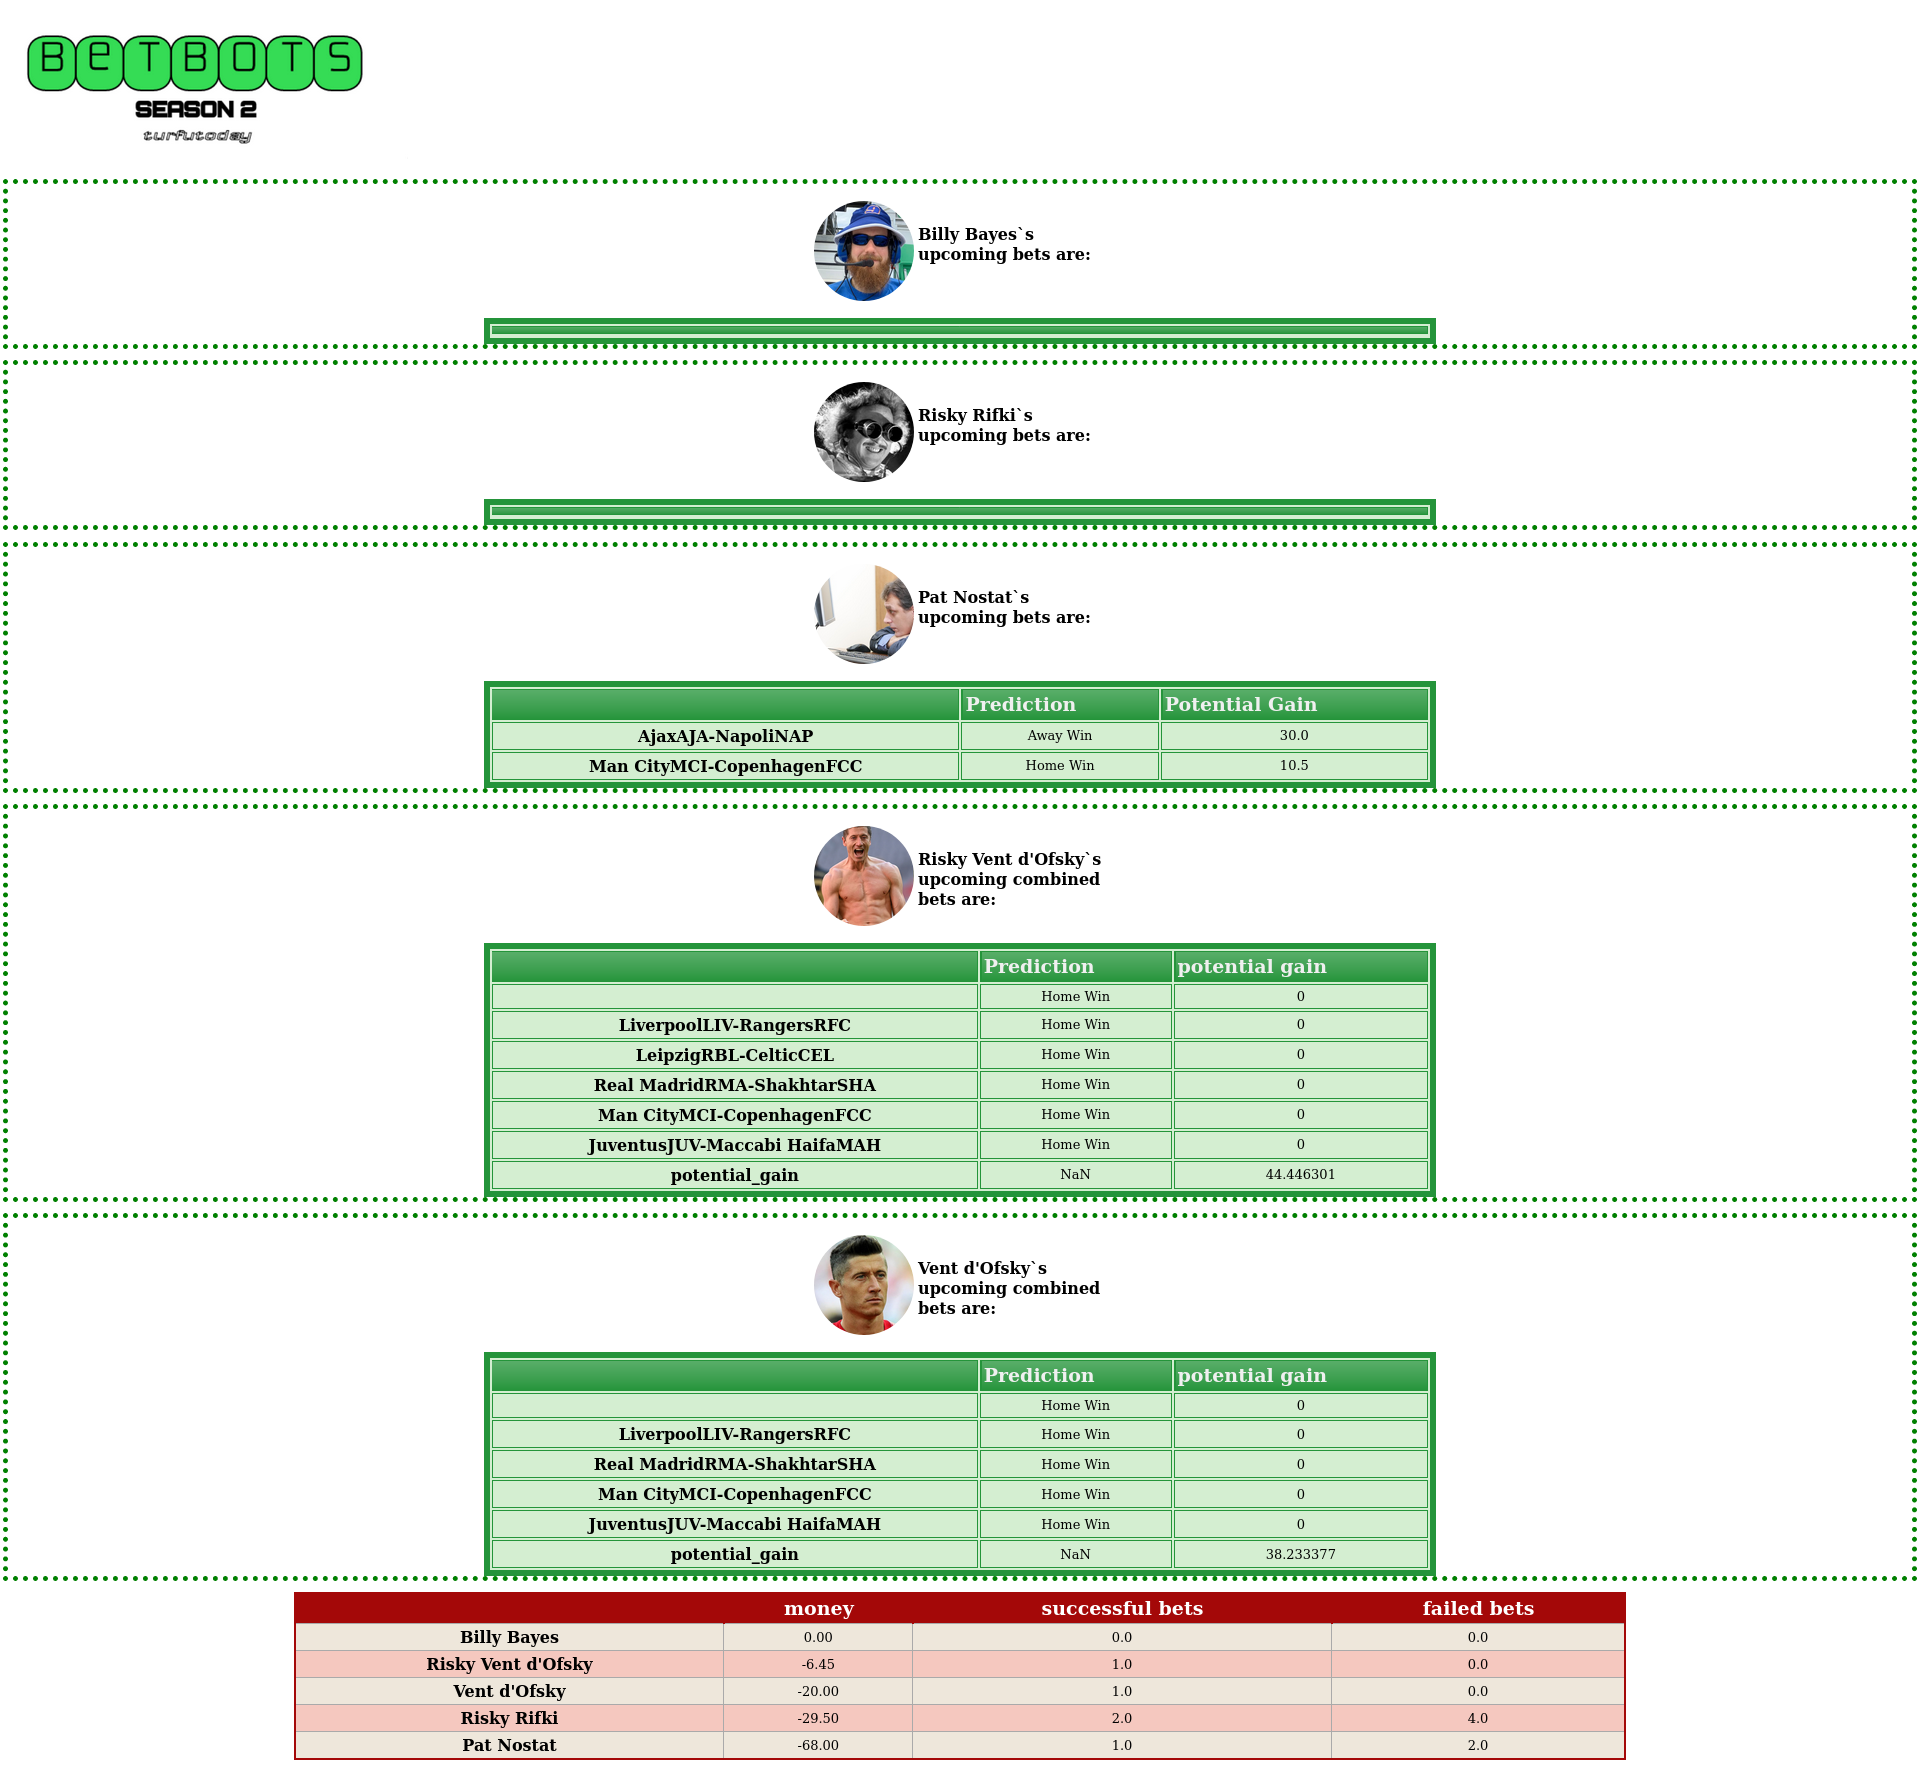 BeTBOTS
SEASON 2
turfutoday
Billy Bayes`s
upcoming bets are:
Risky Rifki`s
upcoming bets are:
Pat Nostat`s
upcoming bets are:
Prediction Potential Gain
AjaxAJA-NapoliNAP Away Win 30.0
Man CityMCI-CopenhagenFCC Home Win 10.5
Risky Vent d'Ofsky`s
upcoming combined
bets are:
Prediction potential gain
Home Win 0
LiverpoolLIV-RangersRFC Home Win 0
LeipzigRBL-CelticCEL Home Win 0
Real MadridRMA-ShakhtarSHA Home Win 0
Man CityMCI-CopenhagenFCC Home Win 0
JuventusJUV-Maccabi HaifaMAH Home Win 0
potential_gain NaN 44.446301
Vent d'Ofsky`s
upcoming combined
bets are:
Prediction potential gain
Home Win 0
LiverpoolLIV-RangersRFC Home Win 0
Real MadridRMA-ShakhtarSHA Home Win 0
Man CityMCI-CopenhagenFCC Home Win 0
JuventusJUV-Maccabi HaifaMAH Home Win 0
potential_gain NaN 38.233377
money successful bets failed bets
Billy Bayes 0.00 0.0 0.0
Risky Vent d'Ofsky -6.45 1.0 0.0
Vent d'Ofsky -20.00 1.0 0.0
Risky Rifki -29.50 2.0 4.0
Pat Nostat -68.00 1.0 2.0